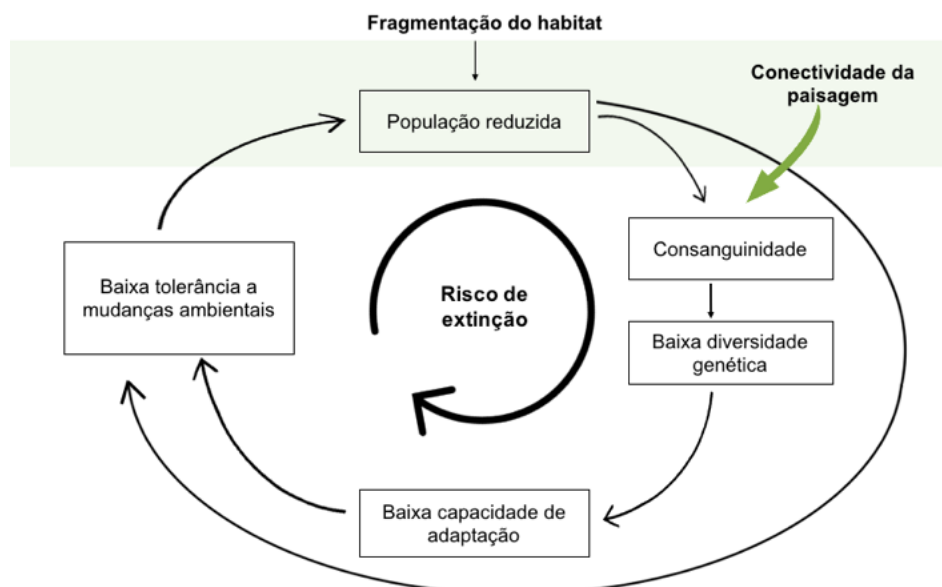 Fragmentação do habitat
Conectividade da
paisagem
População reduzida
Consanguinidade
Baixa tolerância a
mudanças ambientais
Risco de
extinção
Baixa diversidade
genética
Baixa capacidade de
adaptação